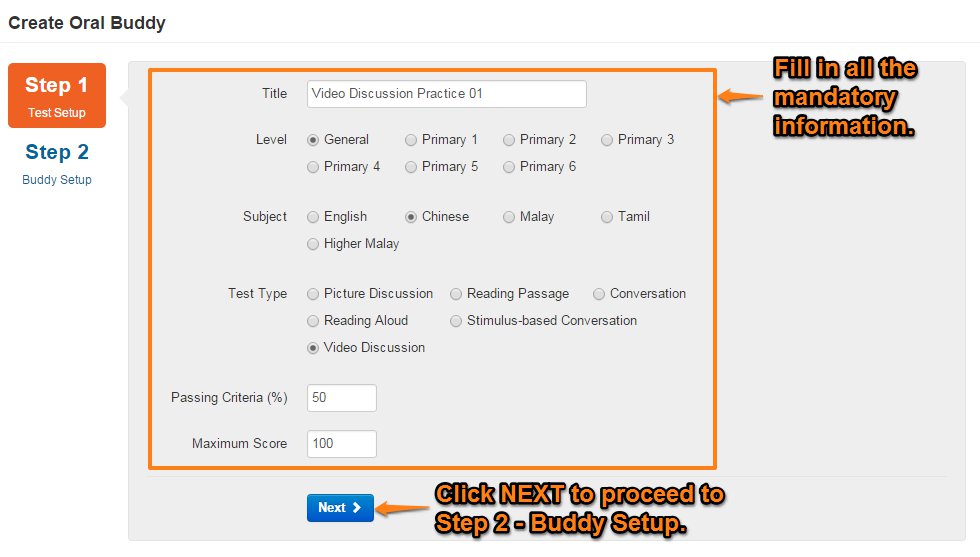 Create Oral Buddy
Step 1
Test Setup
Step 2
Buddy Setup
Title Video Discussion Practice 01
Level General Primary 1 Primary 2 Primary 3
Primary 4 Primary 5 Primary 6
Subject English Chinese Malay Tamil
Higher Malay
Test Type Picture Discussion Reading Passage Conversation
Reading Aloud Stimulus-based Conversation
Video Discussion
Passing Criteria (%) 50
Maximum Score 100
Next
Fill in all the
mandatory
information.
Click NEXT to proceed to
Step 2 - Buddy Setup.